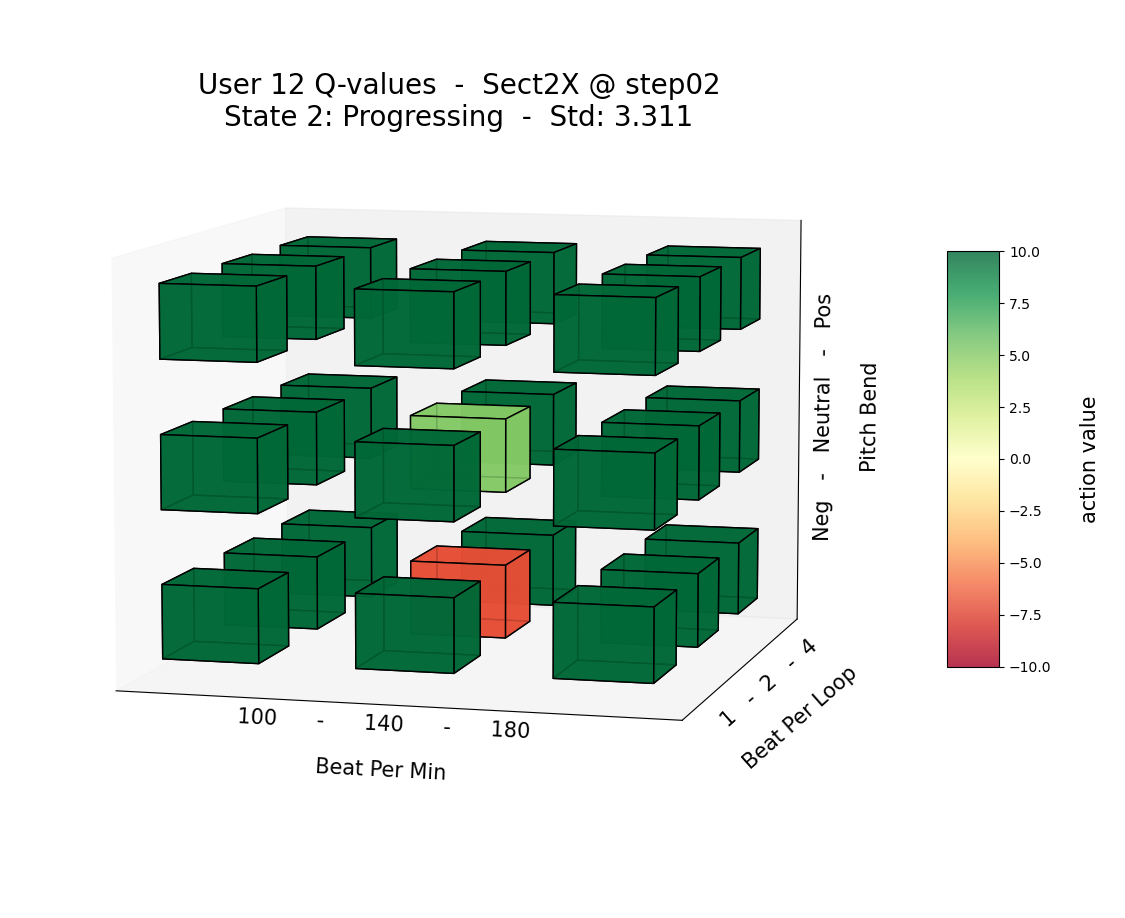 User 12 Q-values - Sect2X @ step02
State 2: Progressing - Std: 3.311
Neg - Neutral - Pos
Pitch Bend
100 - 140 - 180
Beat Per Min
1 - 2 - 4
Beat Per Loop
10.0
7.5
5.0
2.5
0.0
−2.5
−5.0
−7.5
−10.0
action value